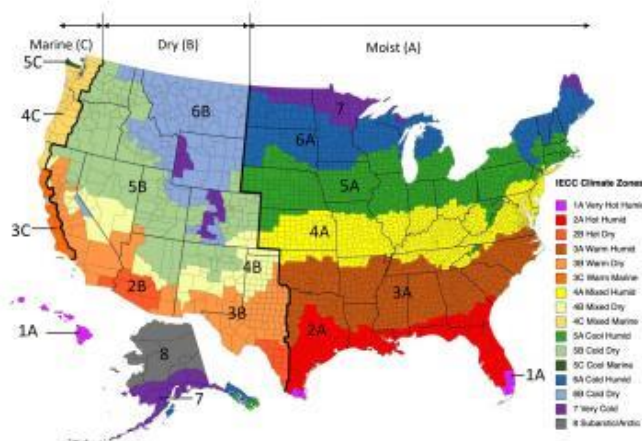 Marine (C) Dry (B) Moist (A)
5C
4C
6B
7
6A
5B
5A
3C
4A
4B
2B
3B
3A
1A
2A
8
7
1A
IECC Climate Zones
1A Very Hot Humid
2A Hot Humid
2B Hot Dry
3A Warm Humid
3B Warm Dry
3C Warm Marine
4A Mixed Humid
4B Mixed Dry
4C Mixed Marine
5A Cool Humid
5B Cold Dry
5C Cool Marine
6A Cold Humid
6B Cold Dry
7 Very Cold
8 Subarctic/Arctic